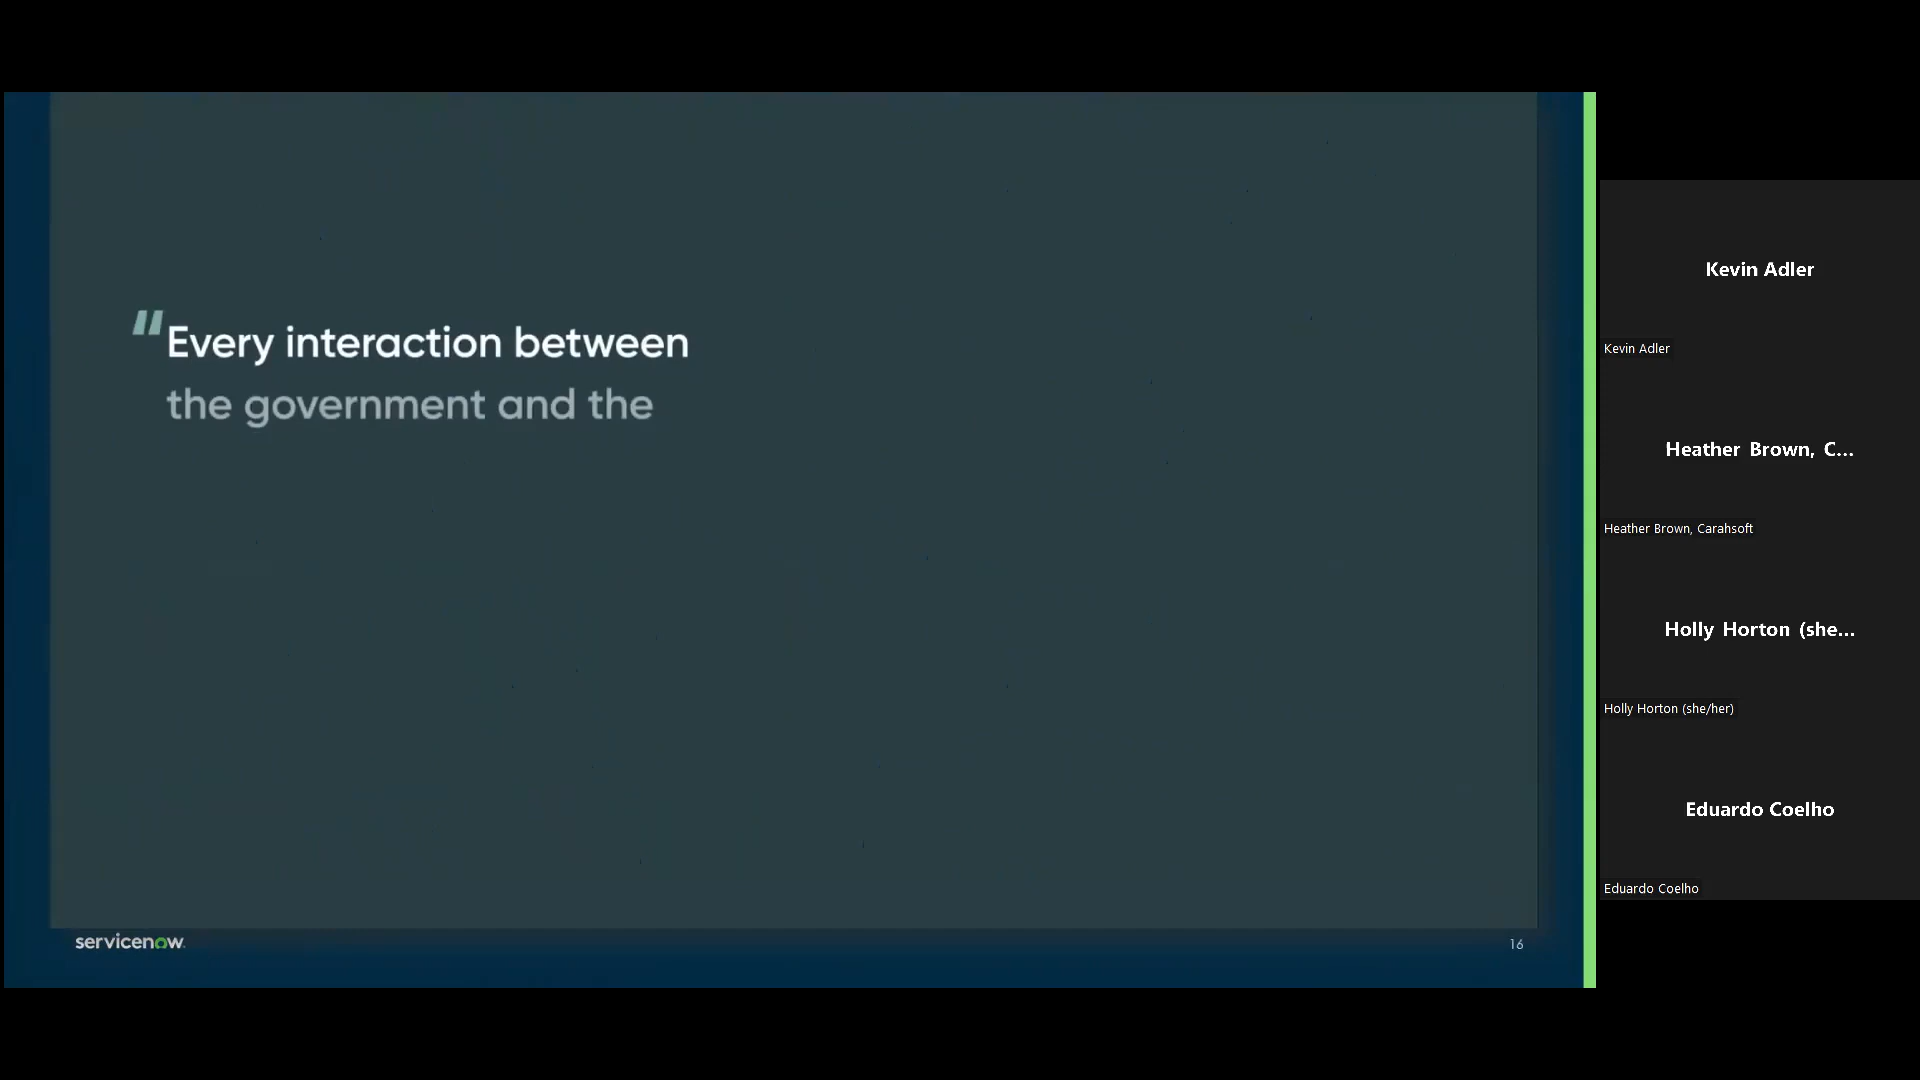 “Every interaction between
the government and the
servicenow
16
Kevin Adler
Kevin Adler
Heather Brown, C...
Heather Brown, Carahsoft
Holly Horton (she...
Holly Horton (she/her)
Eduardo Coelho
Eduardo Coelho